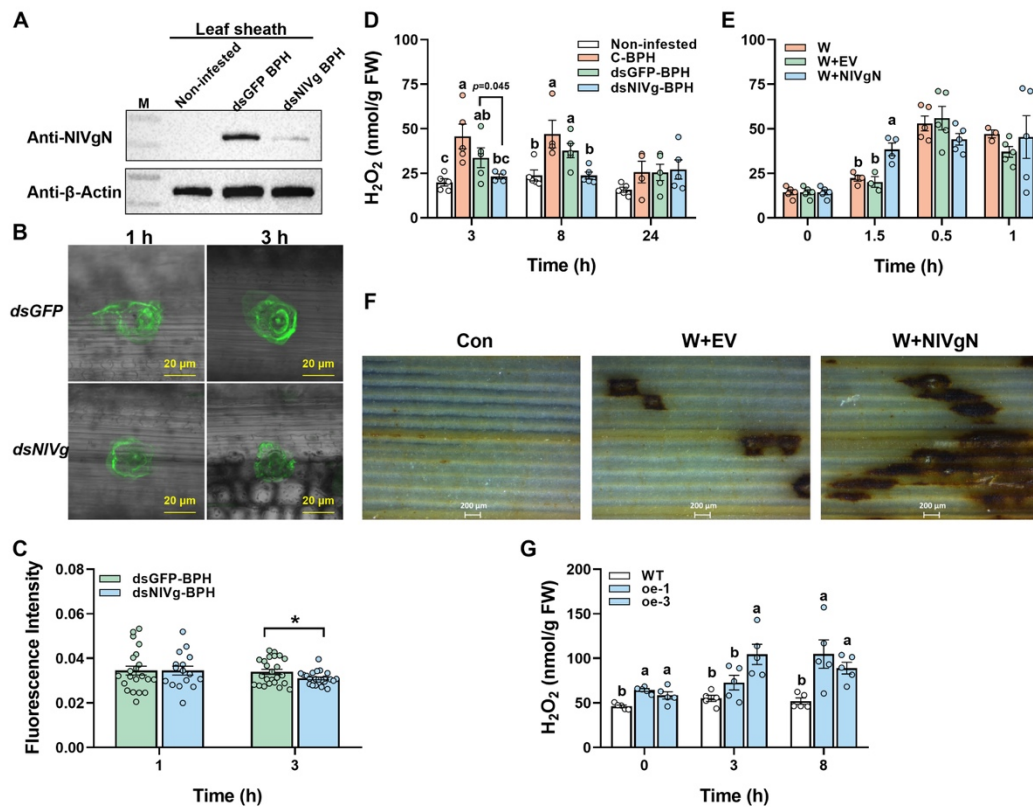 A
Leaf sheath
Non-infested
dsGFP BPH
dsNlVg BPH
M
Anti-NlVgN
Anti-β-Actin
B
1 h
3 h
dsGFP
20 μm
20 μm
dsNlVg
20 μm
20 μm
C
dsGFP-BPH
dsNlVg-BPH
Fluorescence Intensity
0.08
0.06
0.04
0.02
0.00
*
1
3
Time (h)
D
Non-infested
C-BPH
dsGFP-BPH
dsNlVg-BPH
H₂O₂ (nmol/g FW)
100
75
50
25
0
c
a
ab
bc
p=0.045
b
a
a
b
3
8
24
Time (h)
E
W
W+EV
W+NlVgN
H₂O₂ (nmol/g FW)
100
75
50
25
0
b
b
a
0
1.5
0.5
1
Time (h)
F
Con
W+EV
W+NlVgN
200 μm
200 μm
200 μm
G
WT
oe-1
oe-3
H₂O₂ (nmol/g FW)
200
150
100
50
0
b
a
a
b
b
a
b
a
a
0
3
8
Time (h)